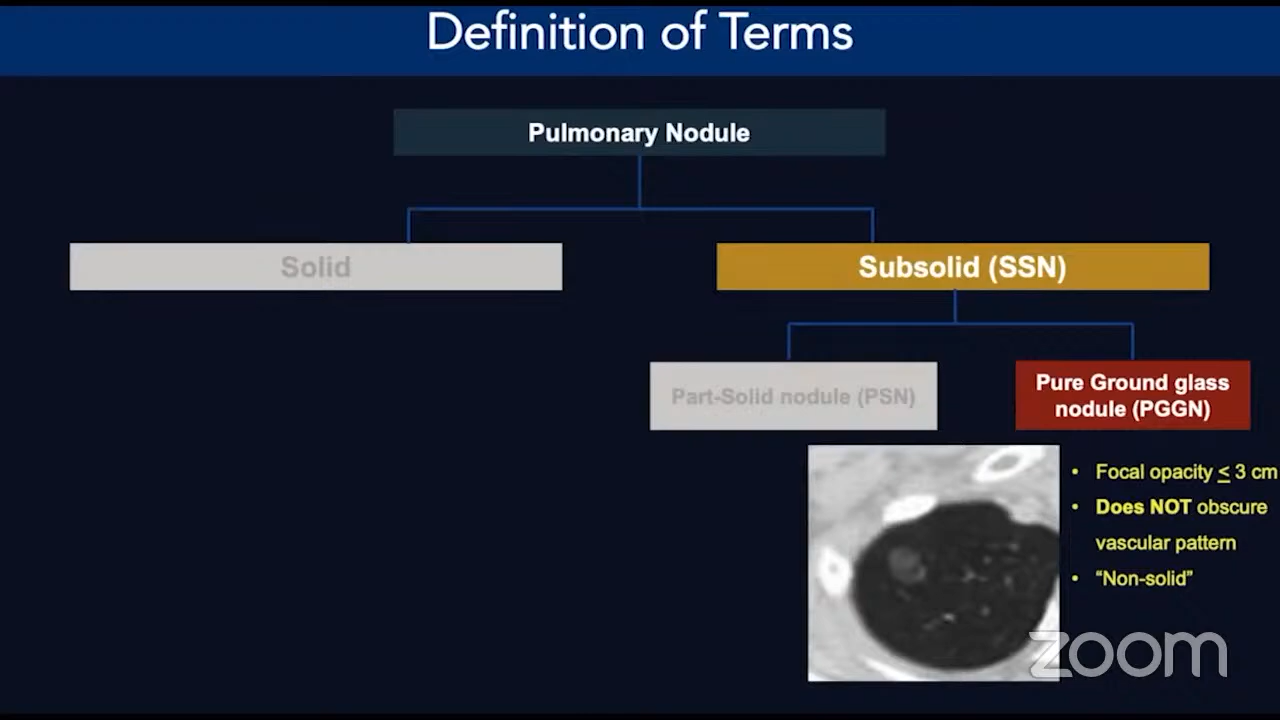 Definition of Terms
Pulmonary Nodule
Solid
Subsolid (SSN)
Part-Solid nodule (PSN)
Pure Ground glass
nodule (PGGN)
• Focal opacity ≤ 3 cm
• Does NOT obscure
vascular pattern
• “Non-solid”
zoom